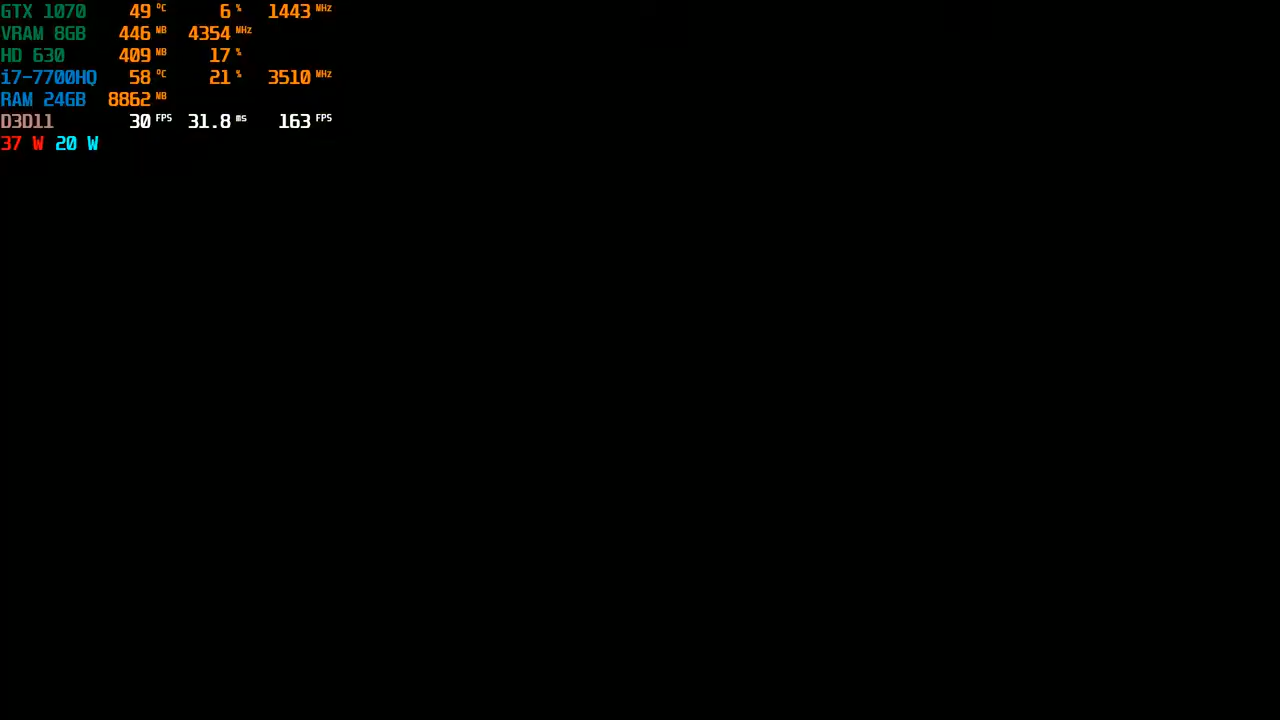 GTX 1070 49 °C 6 % 1443 MHz
VRAM 8GB 446 MB 4354 MHz
HD 630 409 MB 17 %
i7-7700HQ 58 °C 21 % 3510 MHz
RAM 24GB 8862 MB
D3D11 30 FPS 31.8 ms 163 FPS
37 W 20 W